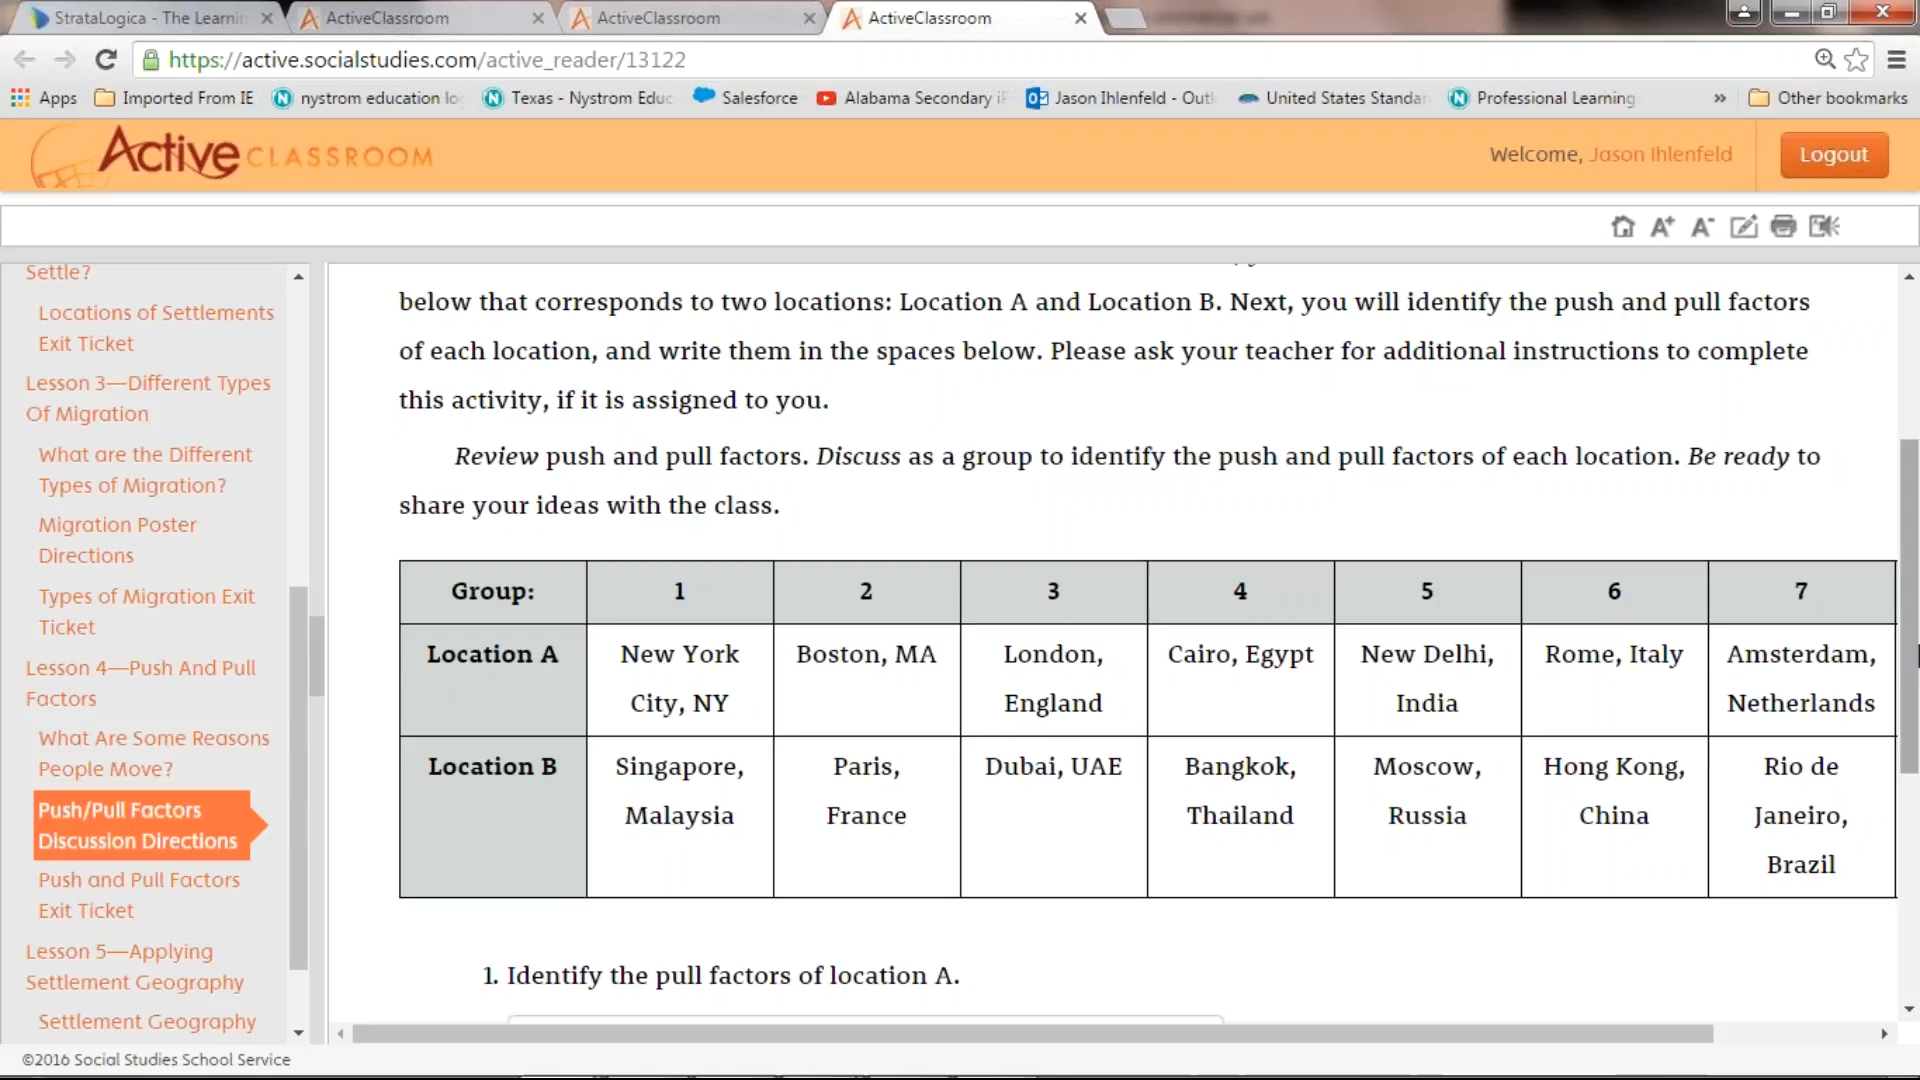 StrataLogica - The Learnin
ActiveClassroom
ActiveClassroom
ActiveClassroom
https://active.socialstudies.com/active_reader/13122
Apps
Imported From IE
nystrom education lo
Texas - Nystrom Educ
Salesforce
Alabama Secondary
Jason Ihlenfeld - Outl
United States Standar
Professional Learning
» Other bookmarks
Active CLASSROOM
Welcome, Jason Ihlenfeld
Logout
A+ A-
Settle?
Locations of Settlements
Exit Ticket
Lesson 3—Different Types
Of Migration
What are the Different
Types of Migration?
Migration Poster
Directions
Types of Migration Exit
Ticket
Lesson 4—Push And Pull
Factors
What Are Some Reasons
People Move?
Push/Pull Factors
Discussion Directions
Push and Pull Factors
Exit Ticket
Lesson 5—Applying
Settlement Geography
Settlement Geography
below that corresponds to two locations: Location A and Location B. Next, you will identify the push and pull factors
of each location, and write them in the spaces below. Please ask your teacher for additional instructions to complete
this activity, if it is assigned to you.
Review push and pull factors. Discuss as a group to identify the push and pull factors of each location. Be ready to
share your ideas with the class.
Group: 1 2 3 4 5 6 7
Location A
New York
City, NY
Boston, MA
London,
England
Cairo, Egypt
New Delhi,
India
Rome, Italy
Amsterdam,
Netherlands
Location B
Singapore,
Malaysia
Paris,
France
Dubai, UAE
Bangkok,
Thailand
Moscow,
Russia
Hong Kong,
China
Rio de
Janeiro,
Brazil
1. Identify the pull factors of location A.
©2016 Social Studies School Service